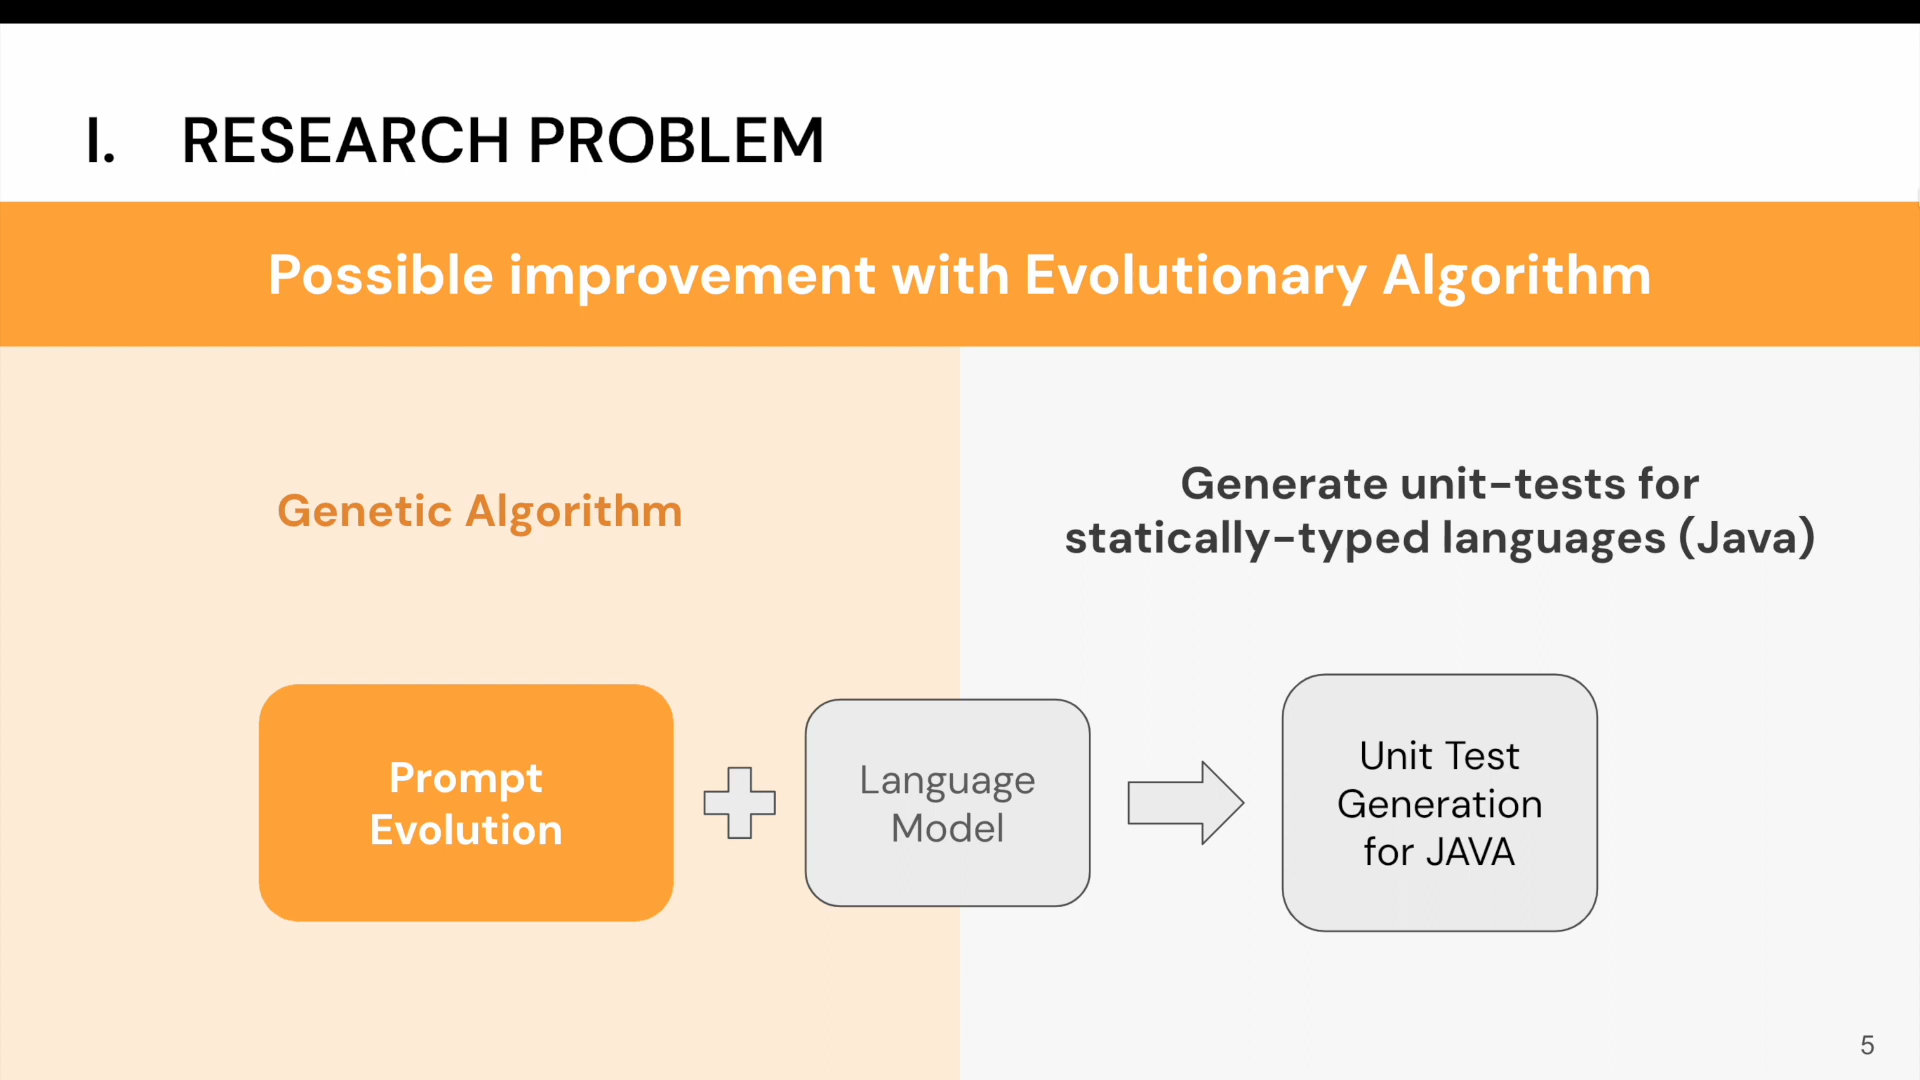 I. RESEARCH PROBLEM
Possible improvement with Evolutionary Algorithm
Genetic Algorithm
Generate unit-tests for
statically-typed languages (Java)
Prompt
Evolution
Language
Model
Unit Test
Generation
for JAVA
5